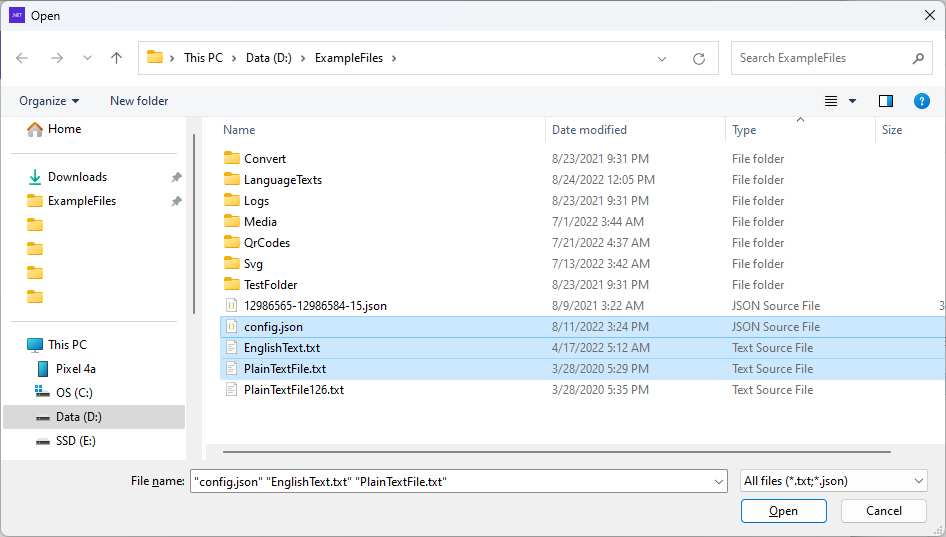 .NET Open
This PC Data (D:) ExampleFiles
Search ExampleFiles
Organize New folder
Home
Downloads
ExampleFiles
This PC
Pixel 4a
OS (C:)
Data (D:)
SSD (E:)
Name Date modified Type Size
Convert 8/23/2021 9:31 PM File folder
LanguageTexts 8/24/2022 12:05 PM File folder
Logs 8/23/2021 9:31 PM File folder
Media 7/1/2022 3:44 AM File folder
QrCodes 7/21/2022 4:37 AM File folder
Svg 7/13/2022 3:42 AM File folder
TestFolder 8/23/2021 9:31 PM File folder
12986565-12986584-15.json 8/9/2021 3:22 AM JSON Source File 3
config.json 8/11/2022 3:24 PM JSON Source File
EnglishText.txt 4/17/2022 5:12 AM Text Source File
PlainTextFile.txt 3/28/2020 5:29 PM Text Source File
PlainTextFile126.txt 3/28/2020 5:35 PM Text Source File
File name: "config.json" "EnglishText.txt" "PlainTextFile.txt" All files (*.txt;*.json)
Open Cancel